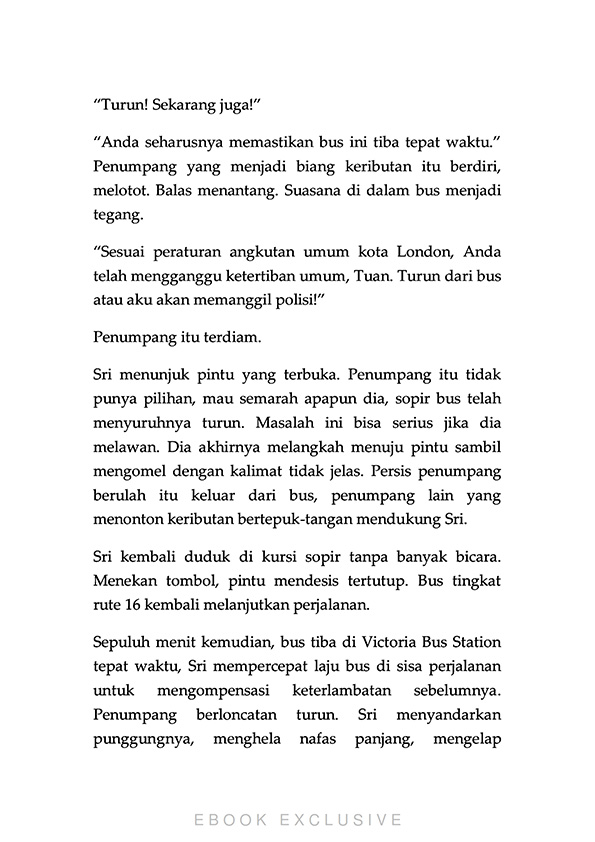 “Turun! Sekarang juga!”
“Anda seharusnya memastikan bus ini tiba tepat waktu.”
Penumpang yang menjadi biang keributan itu berdiri,
melotot. Balas menantang. Suasana di dalam bus menjadi
tegang.
“Sesuai peraturan angkutan umum kota London, Anda
telah mengganggu ketertiban umum, Tuan. Turun dari bus
atau aku akan memanggil polisi!”
Penumpang itu terdiam.
Sri menunjuk pintu yang terbuka. Penumpang itu tidak
punya pilihan, mau semarah apapun dia, sopir bus telah
menyuruhnya turun. Masalah ini bisa serius jika dia
melawan. Dia akhirnya melangkah menuju pintu sambil
mengomel dengan kalimat tidak jelas. Persis penumpang
berulah itu keluar dari bus, penumpang lain yang
menonton keributan bertepuk-tangan mendukung Sri.
Sri kembali duduk di kursi sopir tanpa banyak bicara.
Menekan tombol, pintu mendesis tertutup. Bus tingkat
rute 16 kembali melanjutkan perjalanan.
Sepuluh menit kemudian, bus tiba di Victoria Bus Station
tepat waktu, Sri mempercepat laju bus di sisa perjalanan
untuk mengompensasi keterlambatan sebelumnya.
Penumpang berloncatan turun. Sri menyandarkan
punggungnya, menghela nafas panjang, mengelap
EBOOK EXCLUSIVE